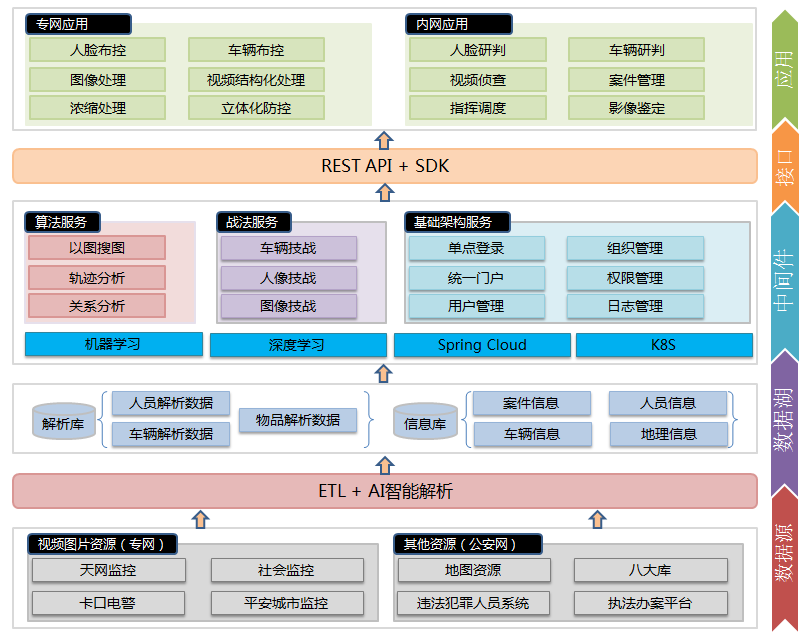 专网应用
人脸布控
车辆布控
图像处理
视频结构化处理
浓缩处理
立体化防控
内网应用
人脸研判
车辆研判
视频侦查
案件管理
指挥调度
影像鉴定
应用
REST API + SDK
接口
算法服务
以图搜图
轨迹分析
关系分析
战法服务
车辆技战
人像技战
图像技战
基础架构服务
单点登录
组织管理
统一门户
权限管理
用户管理
日志管理
机器学习
深度学习
Spring Cloud
K8S
中间件
解析库
人员解析数据
车辆解析数据
物品解析数据
信息库
案件信息
人员信息
车辆信息
地理信息
数据湖
ETL + AI智能解析
视频图片资源（专网）
天网监控
社会监控
卡口电警
平安城市监控
其他资源（公安网）
地图资源
八大库
违法犯罪人员系统
执法办案平台
数据源